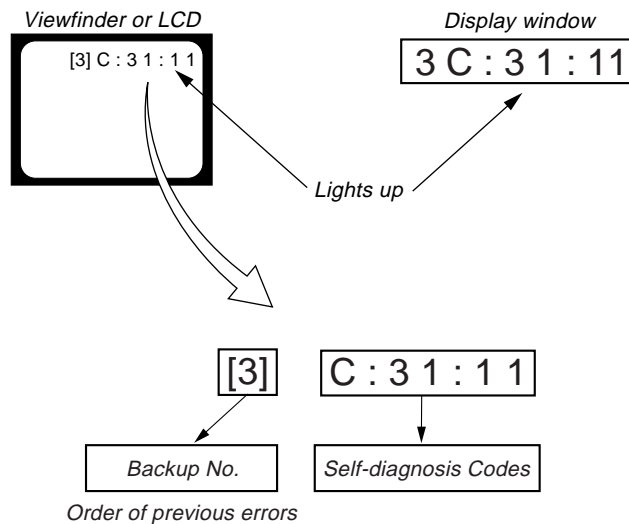 Viewfinder or LCD
Display window
[3] C : 3 1 : 1 1
3 C : 3 1 : 11
Lights up
[3]
C : 3 1 : 1 1
Backup No.
Self-diagnosis Codes
Order of previous errors